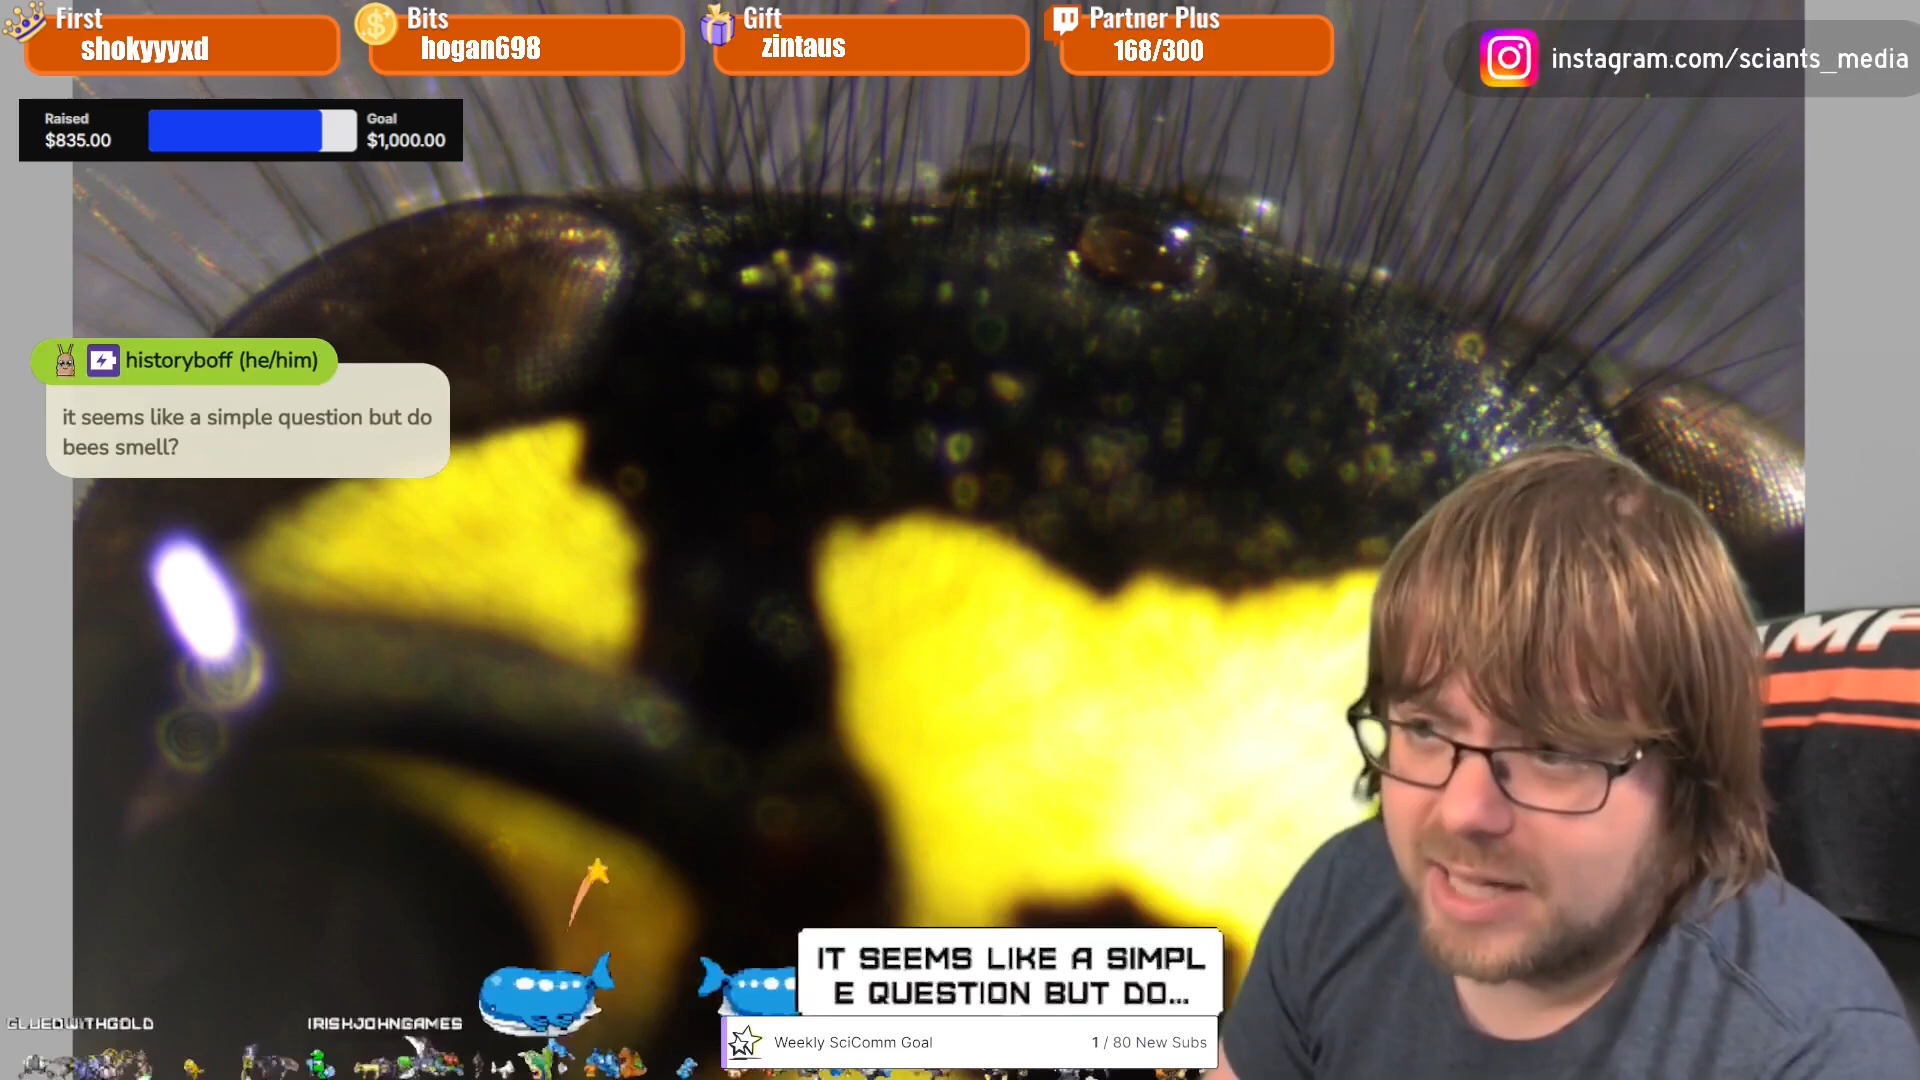 First
shokyyyxd
Bits
hogan698
Gift
zintaus
Partner Plus
168/300
instagram.com/sciants_media
Raised
$835.00
Goal
$1,000.00
historyboff (he/him)
it seems like a simple question but do
bees smell?
AMP
IT SEEMS LIKE A SIMPL
E QUESTION BUT DO...
GLUEDWITHGOLD
IRISHJOHNGAMES
Weekly SciComm Goal
1 / 80 New Subs